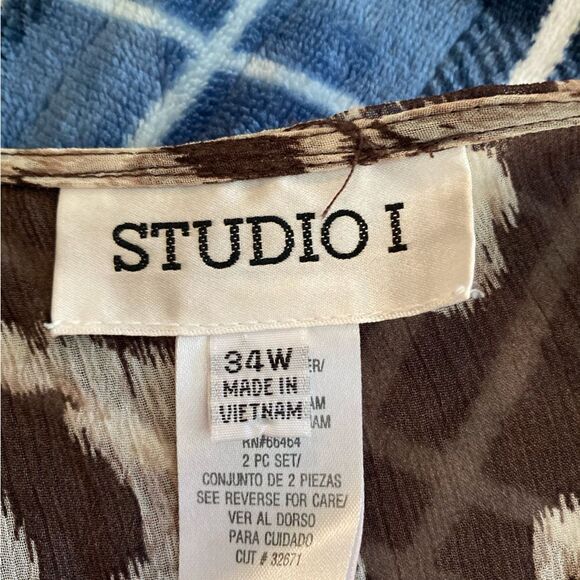 STUDIO I
34W
MADE IN
VIETNAM
RN#66464
2 PC SET/
CONJUNTO DE 2 PIEZAS
SEE REVERSE FOR CARE/
VER AL DORSO
PARA CUIDADO
CUT # 32671